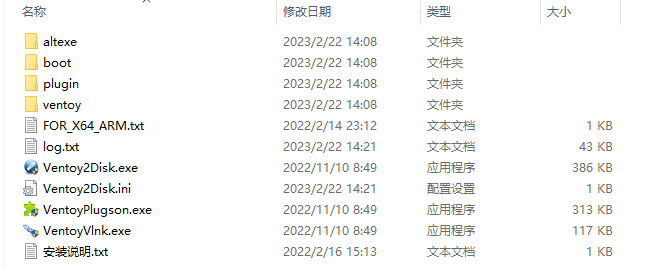 名称 修改日期 类型 大小
altexe 2023/2/22 14:08 文件夹
boot 2023/2/22 14:08 文件夹
plugin 2023/2/22 14:08 文件夹
ventoy 2023/2/22 14:08 文件夹
FOR_X64_ARM.txt 2022/2/14 23:12 文本文档 1 KB
log.txt 2023/2/22 14:21 文本文档 43 KB
Ventoy2Disk.exe 2022/11/10 8:49 应用程序 386 KB
Ventoy2Disk.ini 2023/2/22 14:21 配置设置 1 KB
VentoyPlugson.exe 2022/11/10 8:49 应用程序 313 KB
VentoyVlnk.exe 2022/11/10 8:49 应用程序 117 KB
安装说明.txt 2022/2/16 15:13 文本文档 1 KB